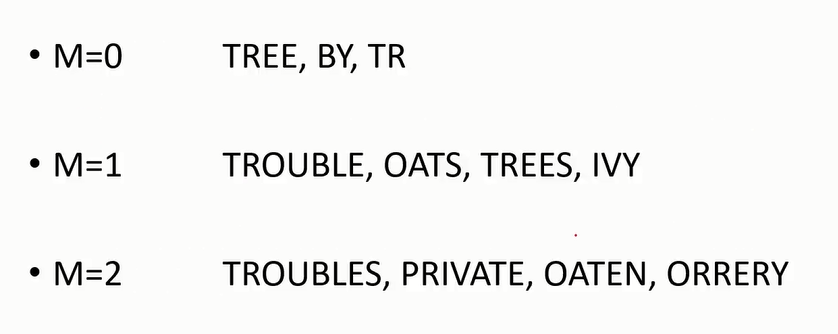 • M=0 TREE, BY, TR
• M=1 TROUBLE, OATS, TREES, IVY
• M=2 TROUBLES, PRIVATE, OATEN, ORRERY